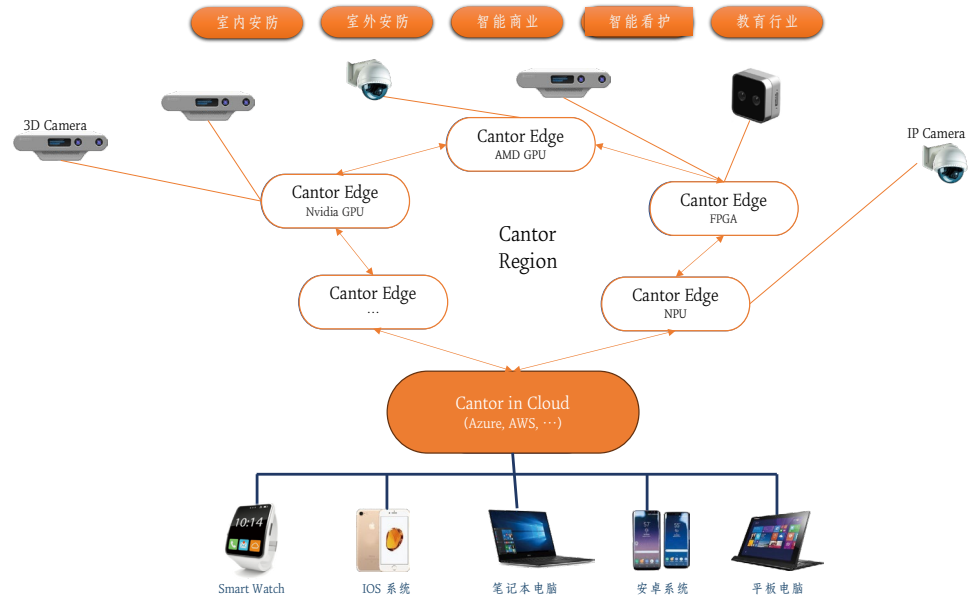 室内安防
室外安防
智能商业
智能看护
教育行业
3D Camera
IP Camera
Cantor Edge
AMD GPU
Cantor Edge
Nvidia GPU
Cantor Edge
FPGA
Cantor
Region
Cantor Edge
...
Cantor Edge
NPU
Cantor in Cloud
(Azure, AWS, ⋯)
10:14
Smart Watch
IOS 系统
笔记本电脑
安卓系统
平板电脑